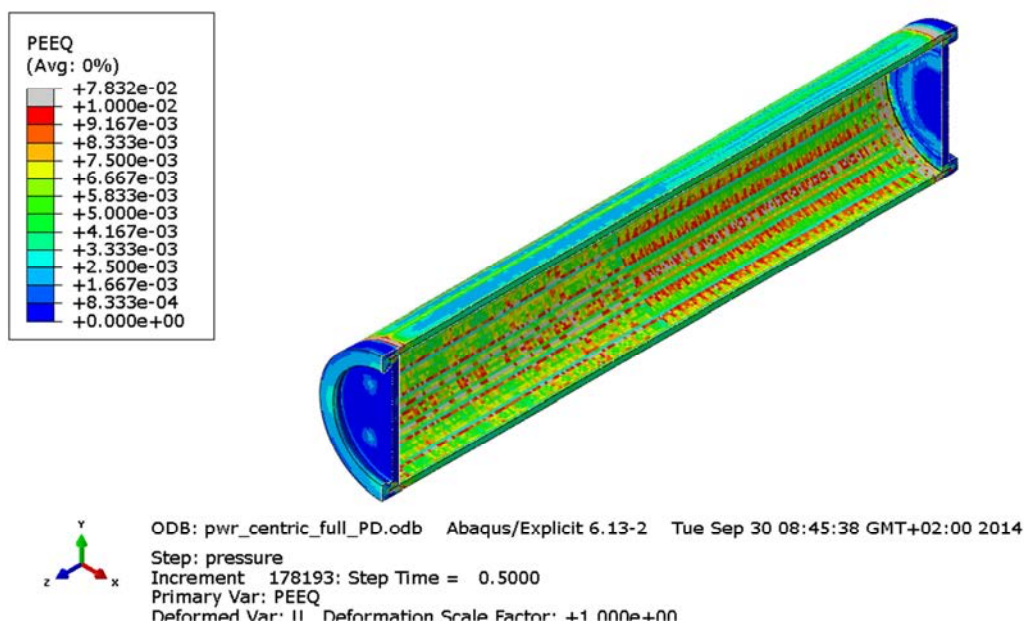 PEEQ
(Avg: 0%)
+7.832e-02
+1.000e-02
+9.167e-03
+8.333e-03
+7.500e-03
+6.667e-03
+5.833e-03
+5.000e-03
+4.167e-03
+3.333e-03
+2.500e-03
+1.667e-03
+8.333e-04
+0.000e+00
Y
Z X
ODB: pwr_centric_full_PD.odb Abaqus/Explicit 6.13-2 Tue Sep 30 08:45:38 GMT+02:00 2014
Step: pressure
Increment 178193: Step Time = 0.5000
Primary Var: PEEQ
Deformed Var: U Deformation Scale Factor: +1.000e+00